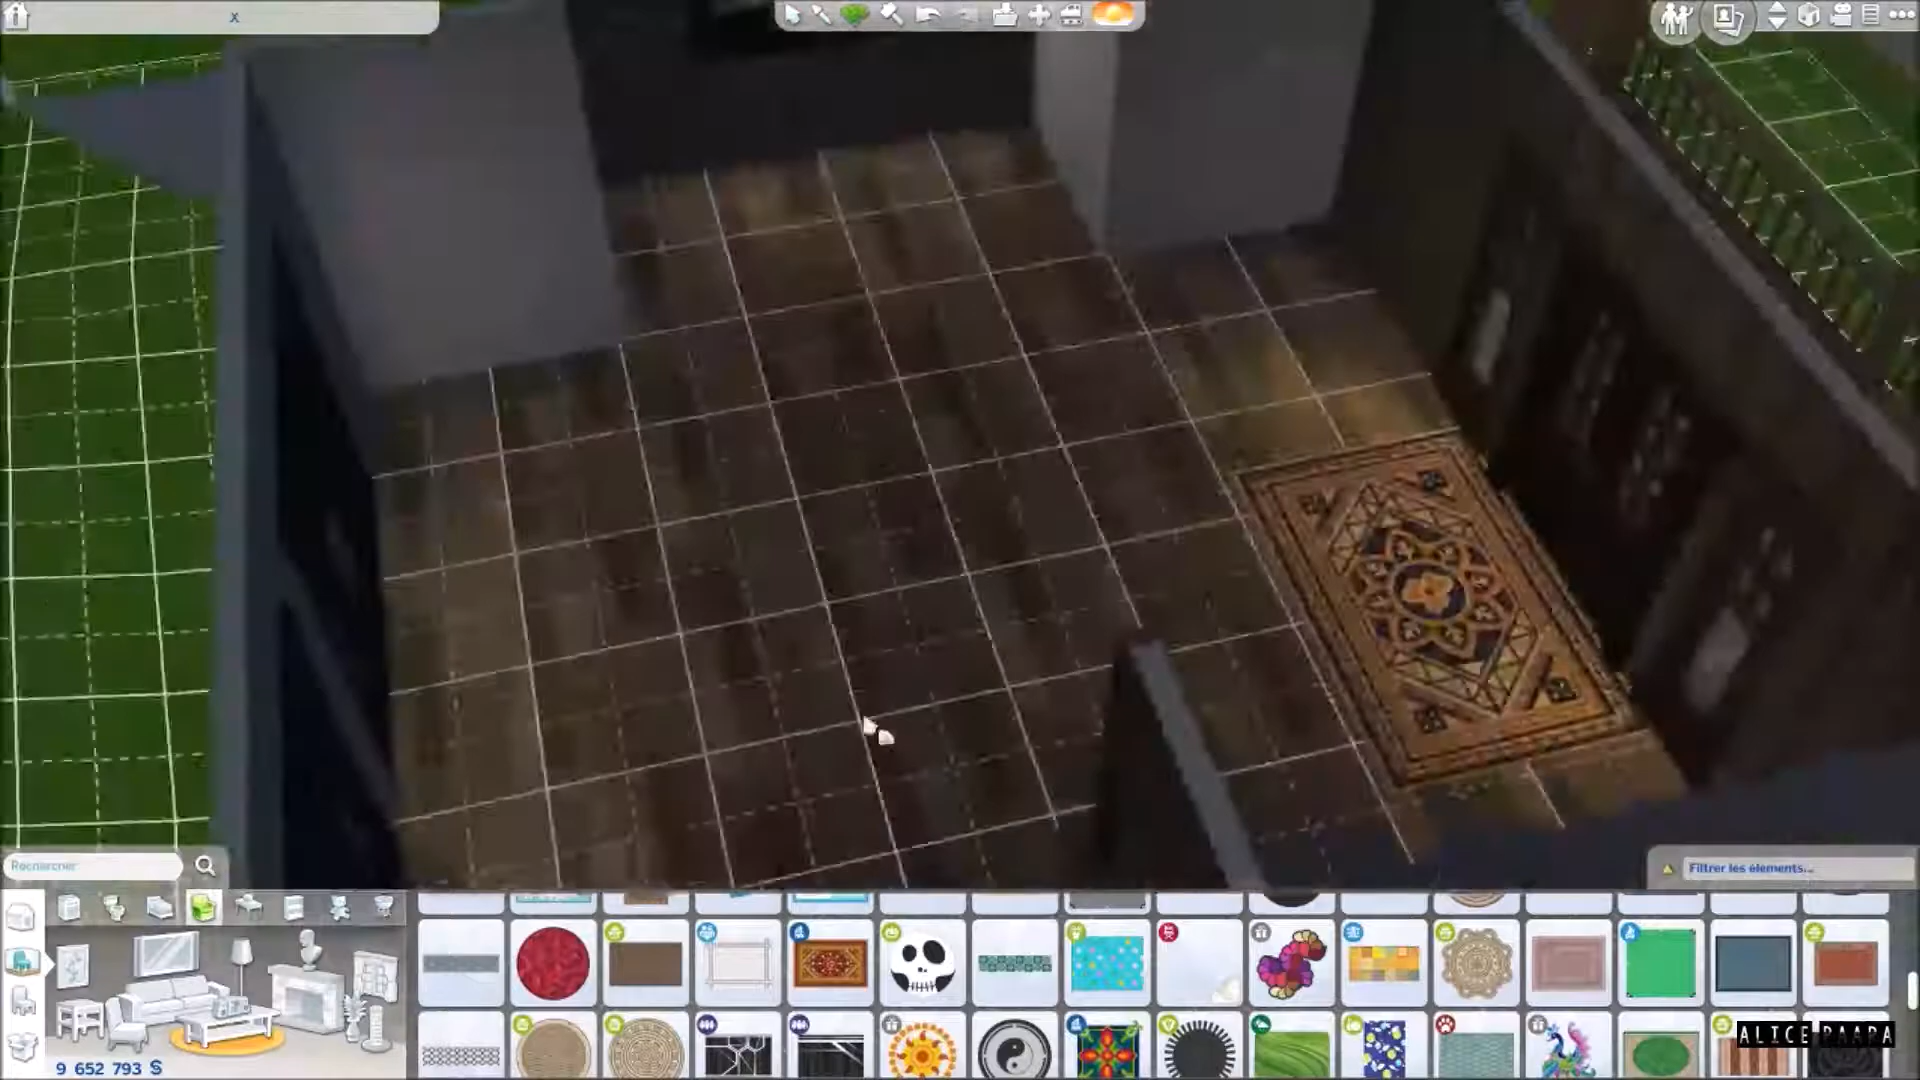 x
Rechercher
Filtrer les éléments...
9 652 793 $
ALICE PAAPA